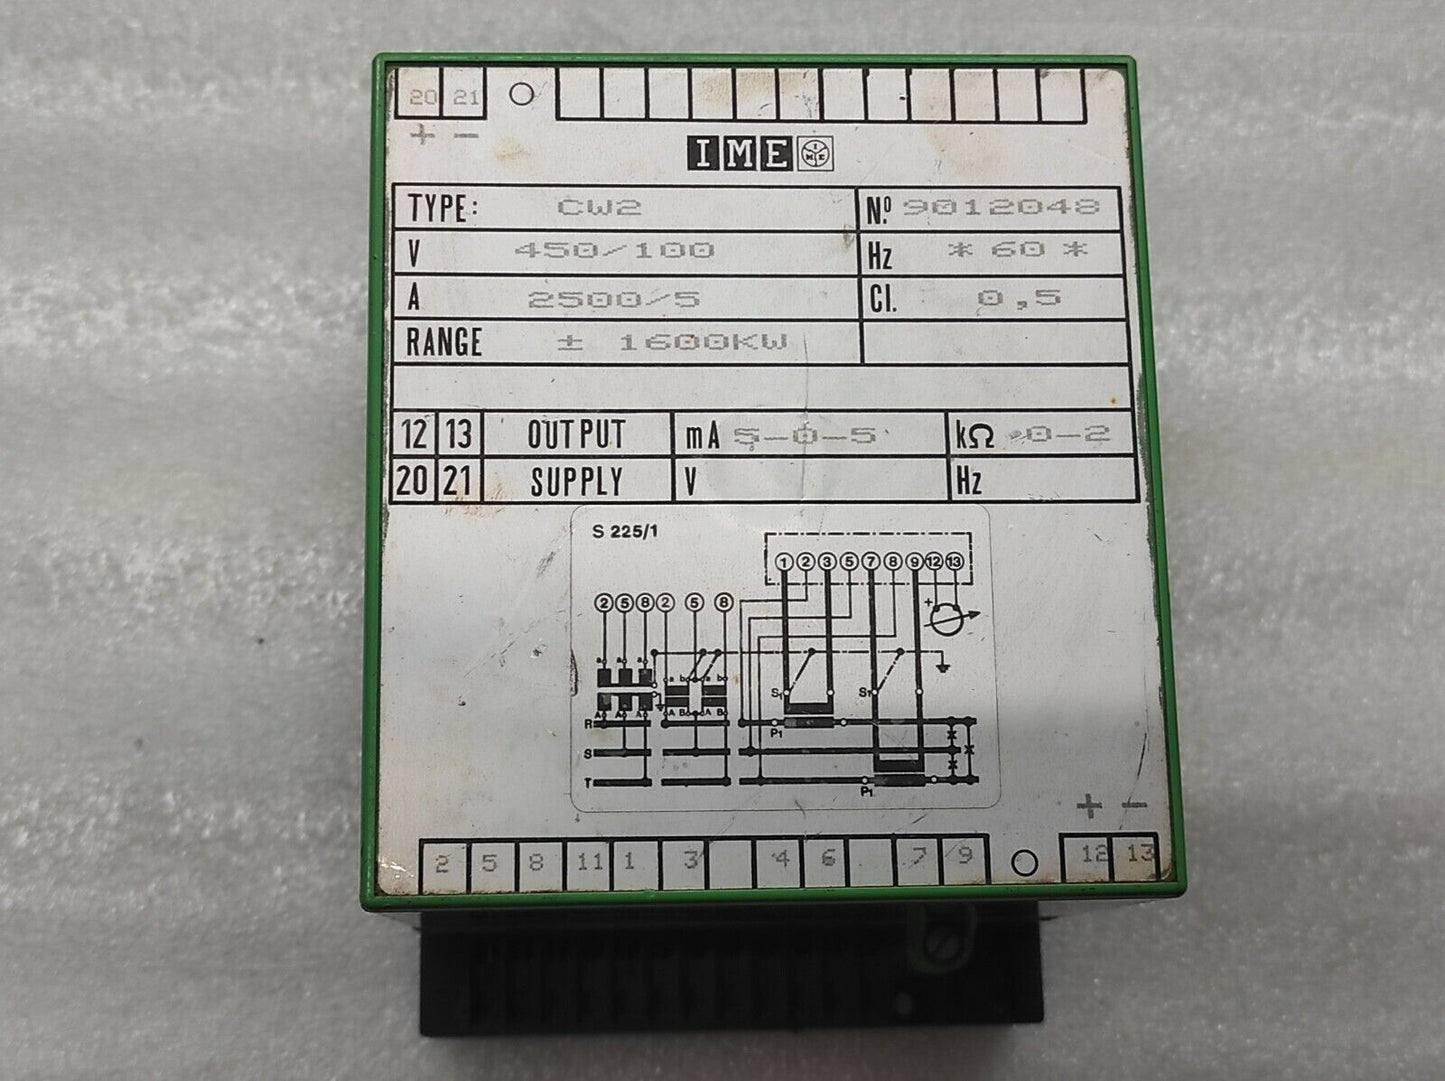 20 21
+ −
IME IME
TYPE: CW2 Nº 9012048
V 450/100 Hz * 60 *
A 2500/5 Cl. 0,5
RANGE ± 1600KW
12 13 OUTPUT mA 5-0-5 kΩ 0-2
20 21 SUPPLY V Hz
S 225/1
1 2 3 5 7 8 9 12 13
2 5 8 2 5 8
+
a a a a b a b
S1 S1
A A A A B A B
R
P1
S
T
P1
+ −
2 5 8 11 1 3 4 6 7 9 12 13